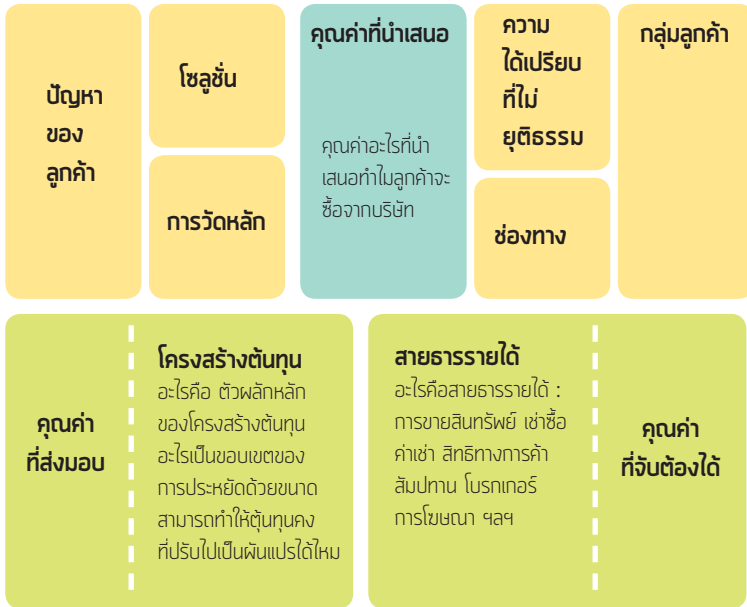 ปัญหา
ของ
ลูกค้า
โซลูชั่น
การวัดหลัก
คุณค่าที่นำเสนอ
คุณค่าอะไรที่นำ
เสนอทำไมลูกค้าจะ
ซื้อจากบริษัท
ความ
ได้เปรียบ
ที่ไม่
ยุติธรรม
ช่องทาง
กลุ่มลูกค้า
คุณค่า
ที่ส่งมอบ
โครงสร้างต้นทุน
อะไรคือ ตัวผลักหลัก
ของโครงสร้างต้นทุน
อะไรเป็นขอบเขตของ
การประหยัดด้วยขนาด
สามารถทำให้ตุ้นทุนคง
ที่ปรับไปเป็นผันแปรได้ไหม
สายธารรายได้
อะไรคือสายธารรายได้ :
การขายสินทรัพย์ เช่าซื้อ
ค่าเช่า สิทธิทางการค้า
สัมปทาน โบรกเกอร์
การโฆษณา ฯลฯ
คุณค่า
ที่จับต้องได้